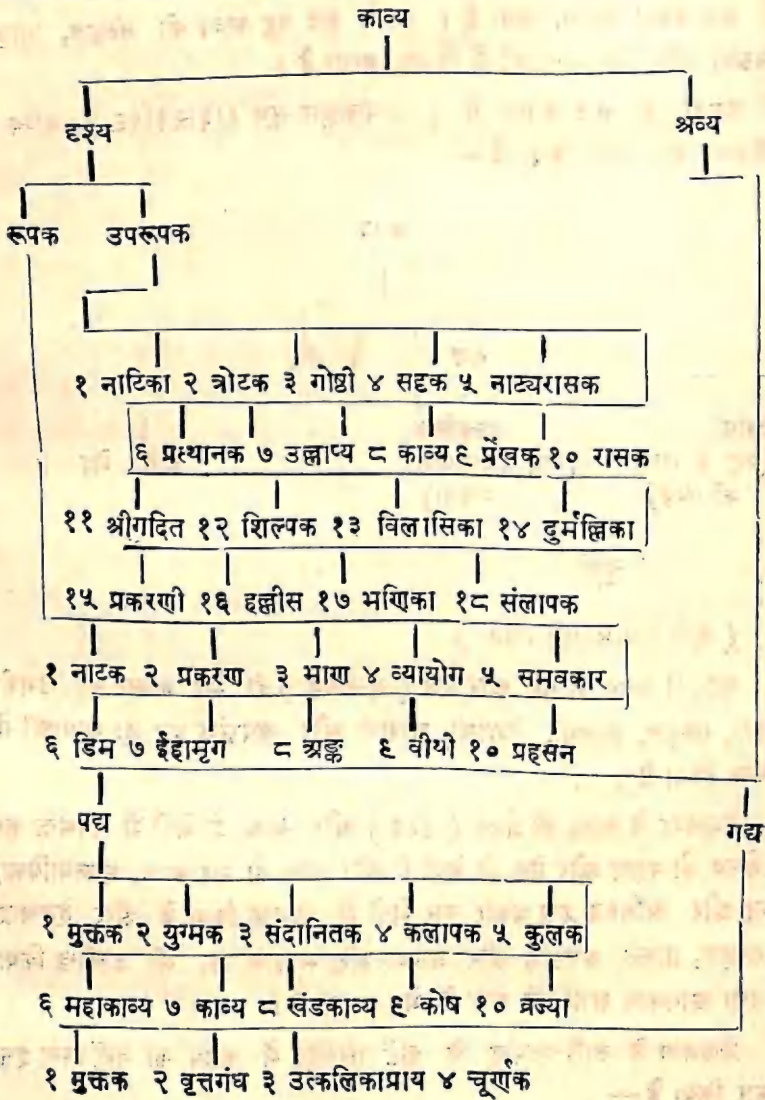 काव्य
दृश्य श्रव्य
रूपक उपरूपक
१ नाटिका २ त्रोटक ३ गोष्ठी ४ सट्टक ५ नाट्यरासक
६ प्रस्थानक ७ उल्लाप्य ८ काव्य ९ प्रेंखक १० रासक
११ श्रीगदित १२ शिल्पक १३ विलासिका १४ दुर्मल्लिका
१५ प्रकरणी १६ हल्लीस १७ भणिका १८ संलापक
१ नाटक २ प्रकरण ३ भाण ४ व्यायोग ५ समवकार
६ डिम ७ ईहामृग ८ अङ्क ९ वीथी १० प्रहसन
पद्य गद्य
१ मुक्तक २ युग्मक ३ संदानितक ४ कलापक ५ कुलक
६ महाकाव्य ७ काव्य ८ खंडकाव्य ९ कोष १० व्रज्या
१ मुक्तक २ वृत्तगंध ३ उत्कलिकाप्राय ४ चूर्णक